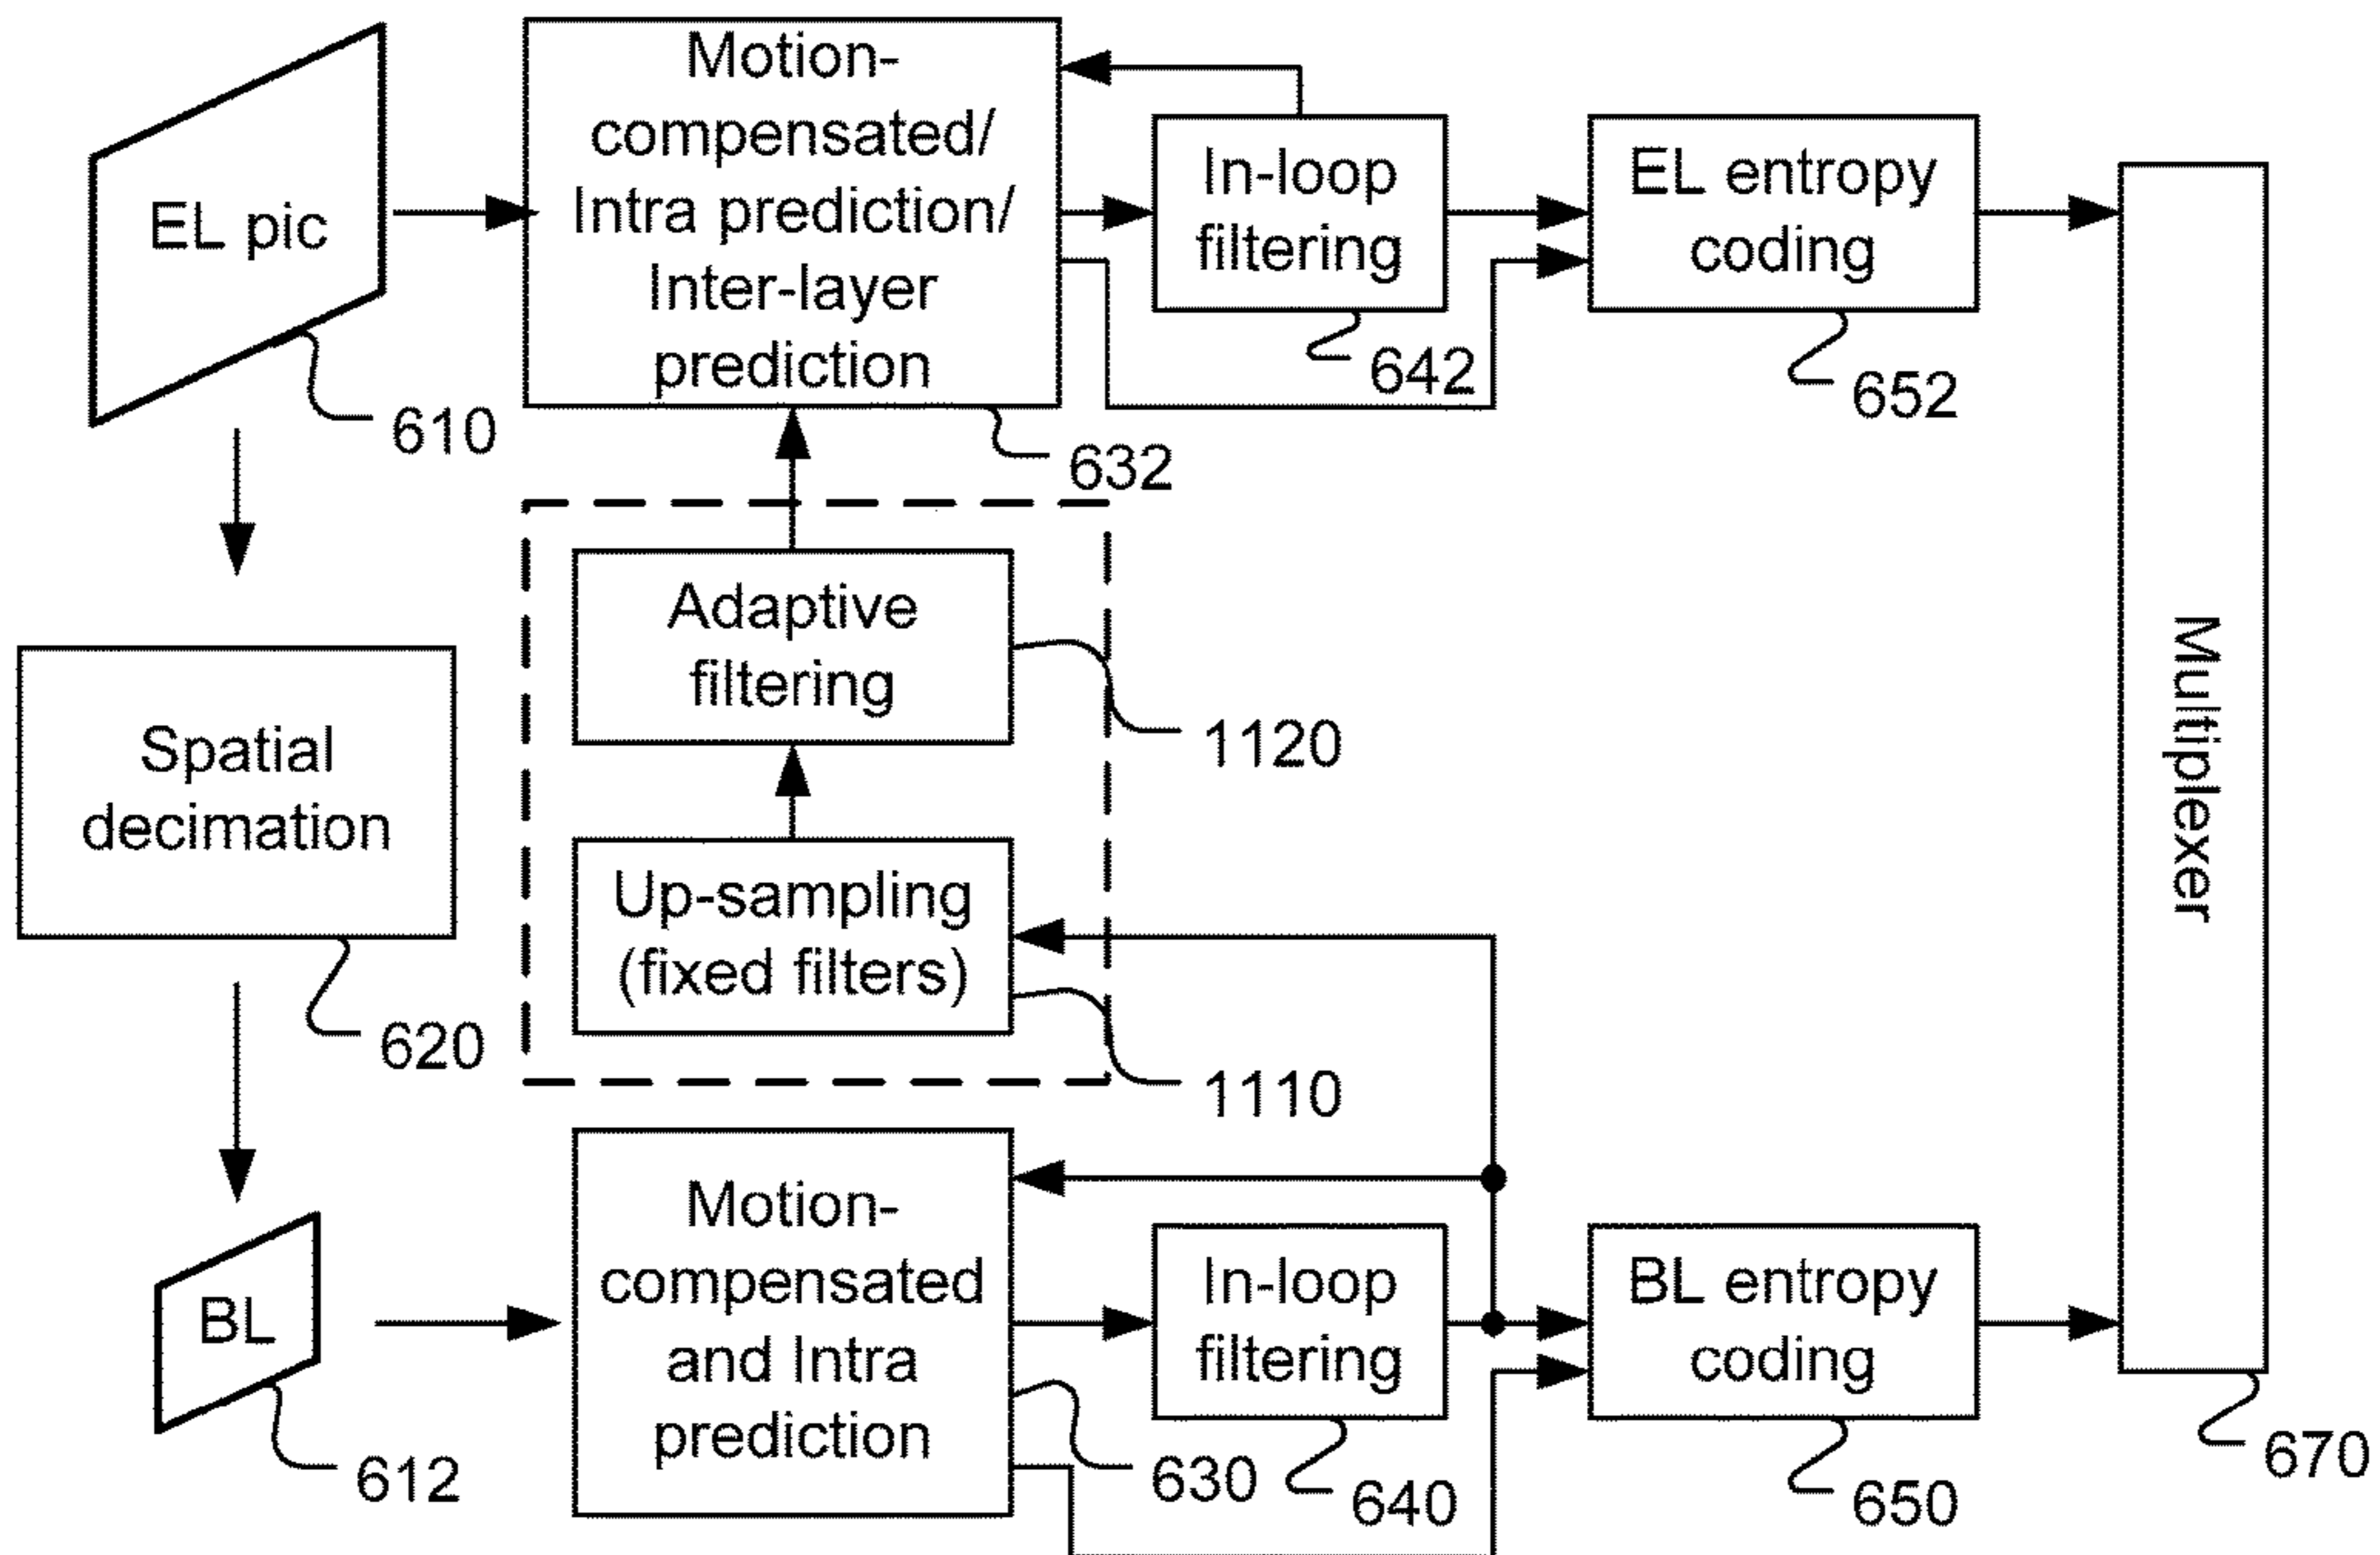 Motion-
compensated/
Intra prediction/
Inter-layer
prediction
EL pic
In-loop
filtering
EL entropy
coding
610
632
642
652
Adaptive
filtering
1120
Spatial
decimation
620
Up-sampling
(fixed filters)
1110
Multiplexer
Motion-
compensated
and Intra
prediction
BL
In-loop
filtering
BL entropy
coding
612
630
640
650
670